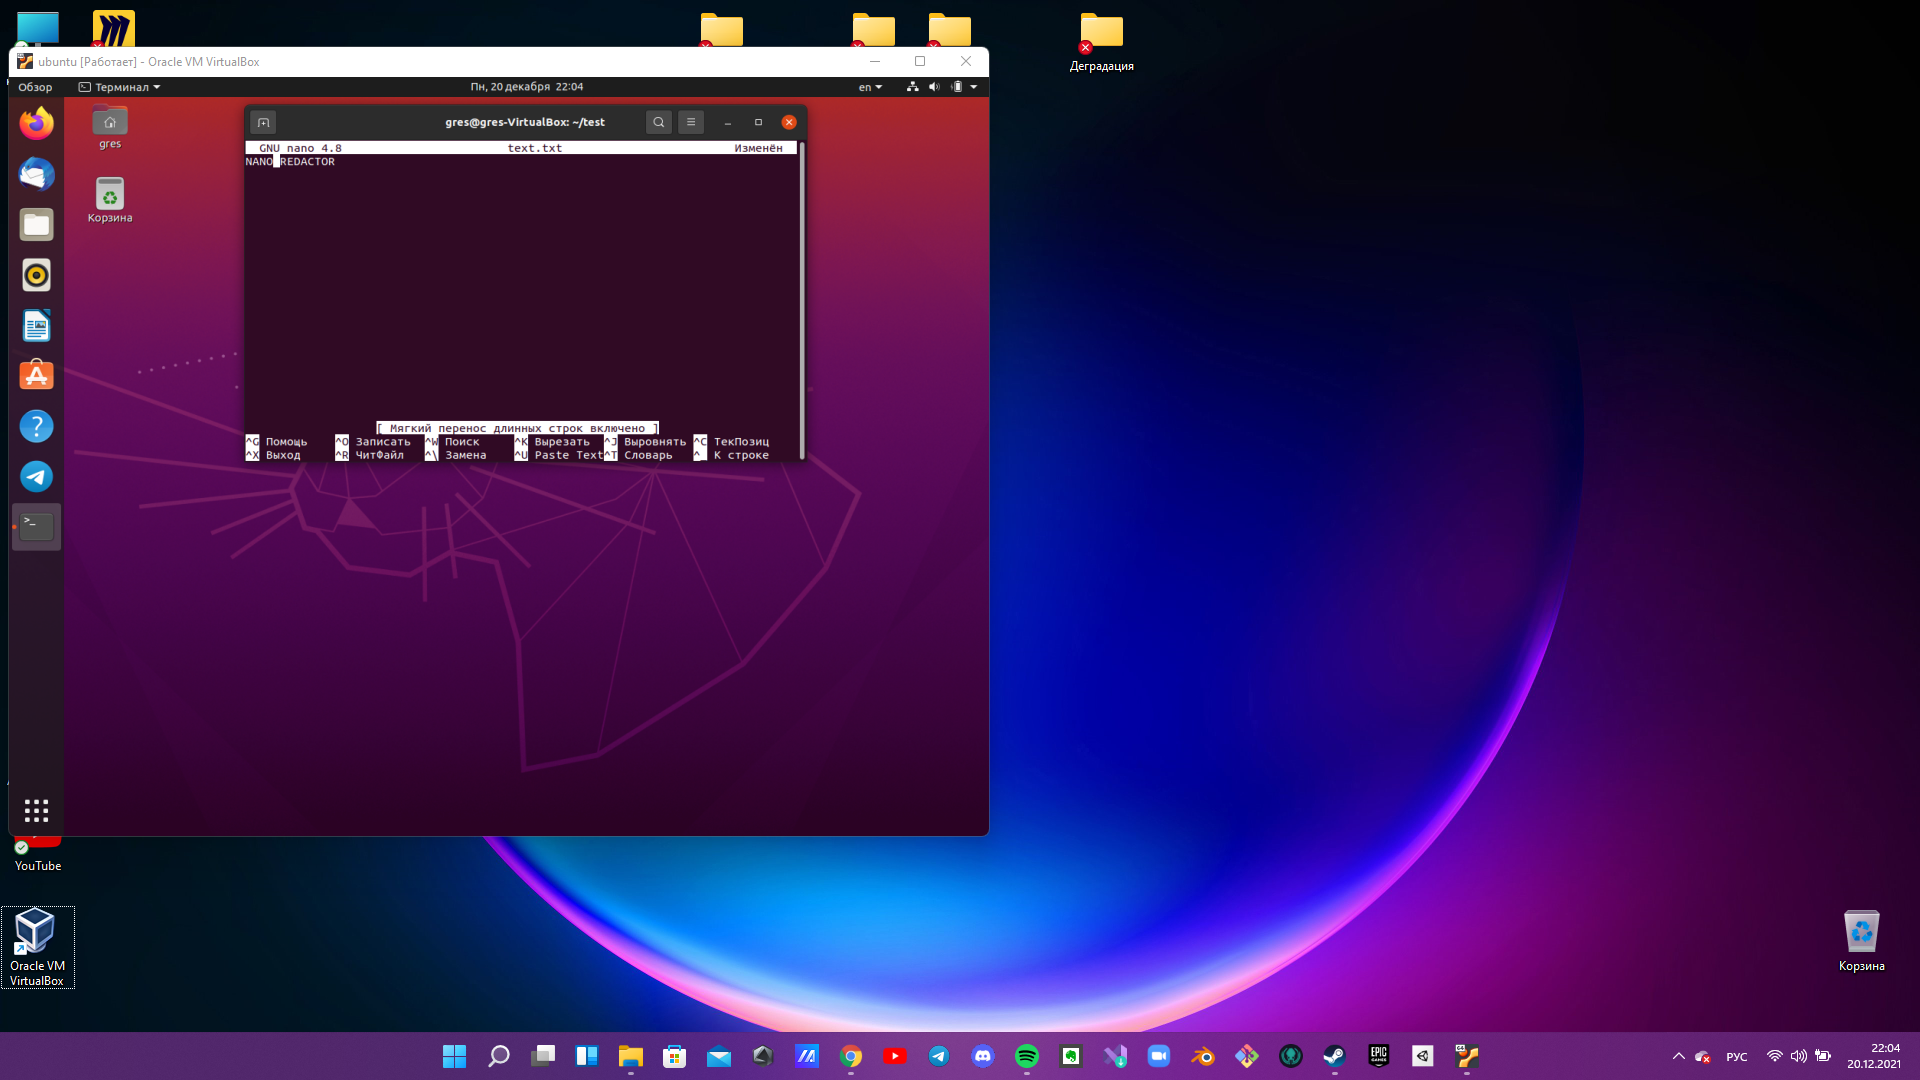 Деградация
ubuntu [Работает] - Oracle VM VirtualBox
Обзор
Терминал
Пн, 20 декабря 22:04
en
gres
Корзина
gres@gres-VirtualBox: ~/test
GNU nano 4.8 text.txt Изменён
NANO REDACTOR
[ Мягкий перенос длинных строк включено ]
^G Помощь ^O Записать ^W Поиск ^K Вырезать ^J Выровнять ^C ТекПозиц
^X Выход ^R ЧитФайл ^\ Замена ^U Paste Text ^T Словарь ^_ К строке
YouTube
Oracle VM
VirtualBox
Корзина
EPIC
GAMES
РУС
22:04
20.12.2021